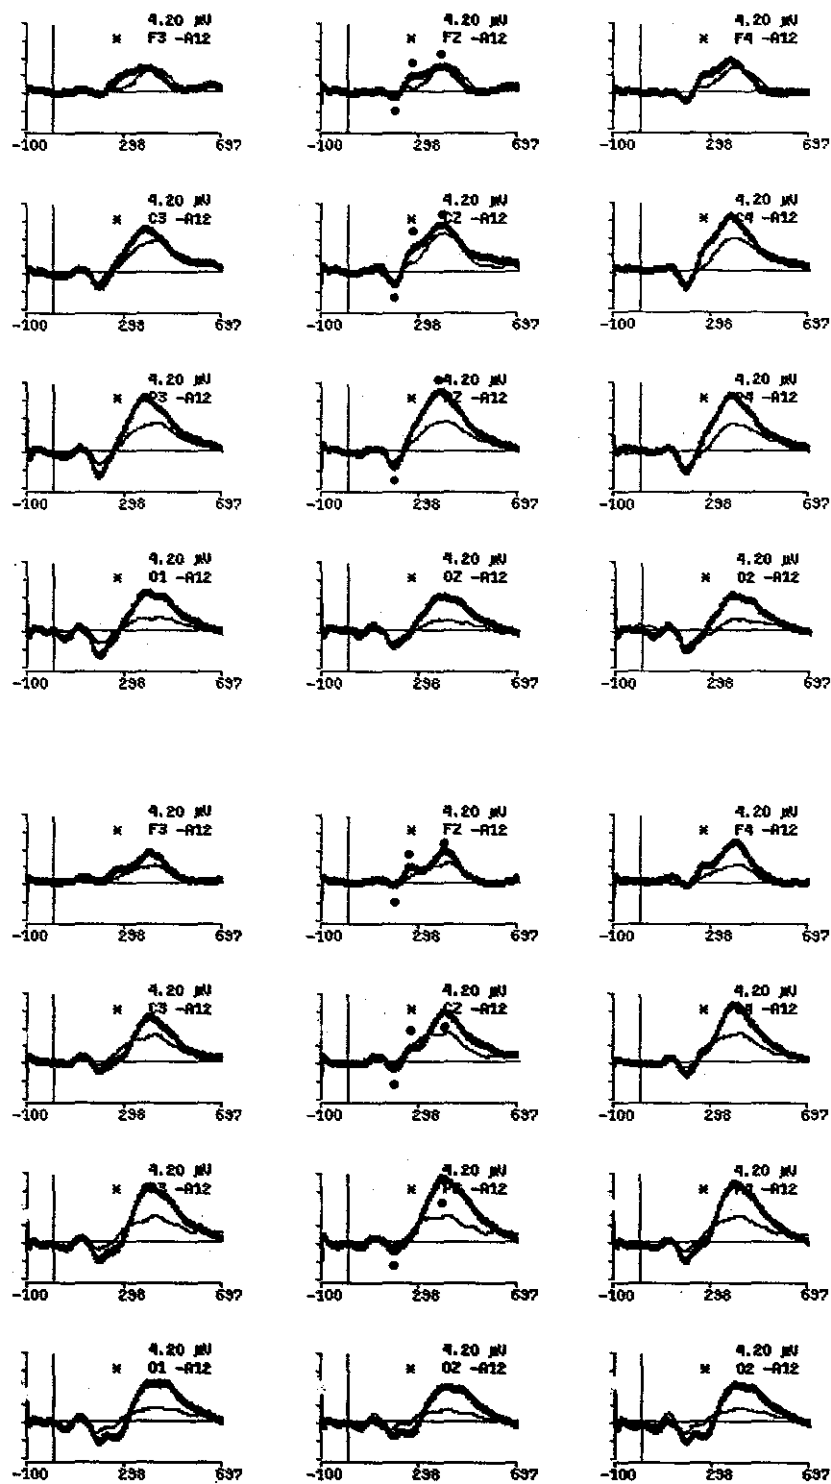 4.20 µV 4.20 µV 4.20 µV
* F3 -A12 * FZ -A12 * F4 -A12
-100 298 697 -100 298 697 -100 298 697
4.20 µV 4.20 µV 4.20 µV
* C3 -A12 * CZ -A12 * C4 -A12
-100 298 697 -100 298 697 -100 298 697
4.20 µV 4.20 µV 4.20 µV
* P3 -A12 * PZ -A12 * P4 -A12
-100 298 697 -100 298 697 -100 298 697
4.20 µV 4.20 µV 4.20 µV
* O1 -A12 * OZ -A12 * O2 -A12
-100 298 697 -100 298 697 -100 298 697
4.20 µV 4.20 µV 4.20 µV
* F3 -A12 * FZ -A12 * F4 -A12
-100 298 697 -100 298 697 -100 298 697
4.20 µV 4.20 µV 4.20 µV
* C3 -A12 * CZ -A12 * -A12
-100 298 697 -100 298 697 -100 298 697
4.20 µV 4.20 µV 4.20 µV
* -A12 * -A12 * -A12
-100 298 697 -100 298 697 -100 298 697
4.20 µV 4.20 µV 4.20 µV
* O1 -A12 * OZ -A12 * O2 -A12
-100 298 697 -100 298 697 -100 298 697